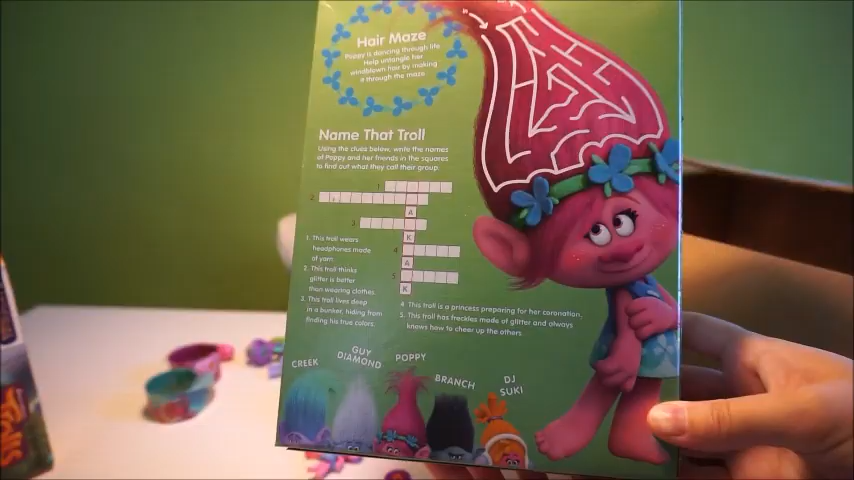 Hair Maze
Poppy is dancing through life
Help untangle her
windblown hair by making
it through the maze
Name That Troll
Using the clues below, write the names
of Poppy and her friends in the squares
to find out what they call their group.
1
2
A
3
K
4
A
5
K
1. This troll wears
headphones made
of yarn.
2. This troll thinks
glitter is better
than wearing clothes.
3. This troll lives deep
in a bunker, hiding from
finding his true colors.
4. This troll is a princess preparing for her coronation.
5. This troll has freckles made of glitter and always
knows how to cheer up the others.
CREEK
GUY
DIAMOND
POPPY
BRANCH
DJ
SUKI